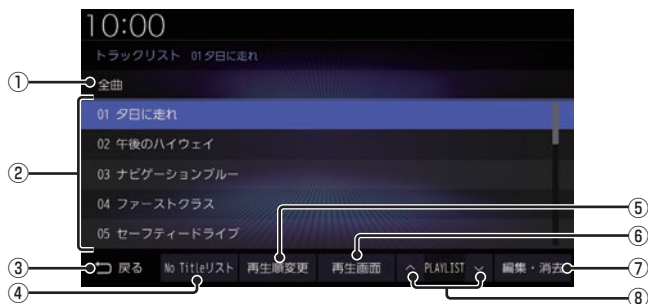 10:00
トラックリスト 01夕日に走れ
① 全曲
② 01 夕日に走れ
02 午後のハイウェイ
03 ナビゲーションブルー
04 ファーストクラス
05 セーフティードライブ
③ 戻る No Titleリスト 再生順変更 再生画面 PLAYLIST 編集・消去
④ ⑤ ⑥ ⑦ ⑧